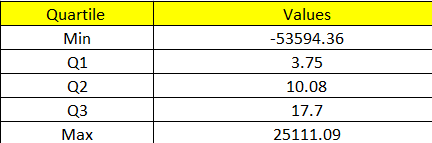 Quartile Values
Min -53594.36
Q1 3.75
Q2 10.08
Q3 17.7
Max 25111.09